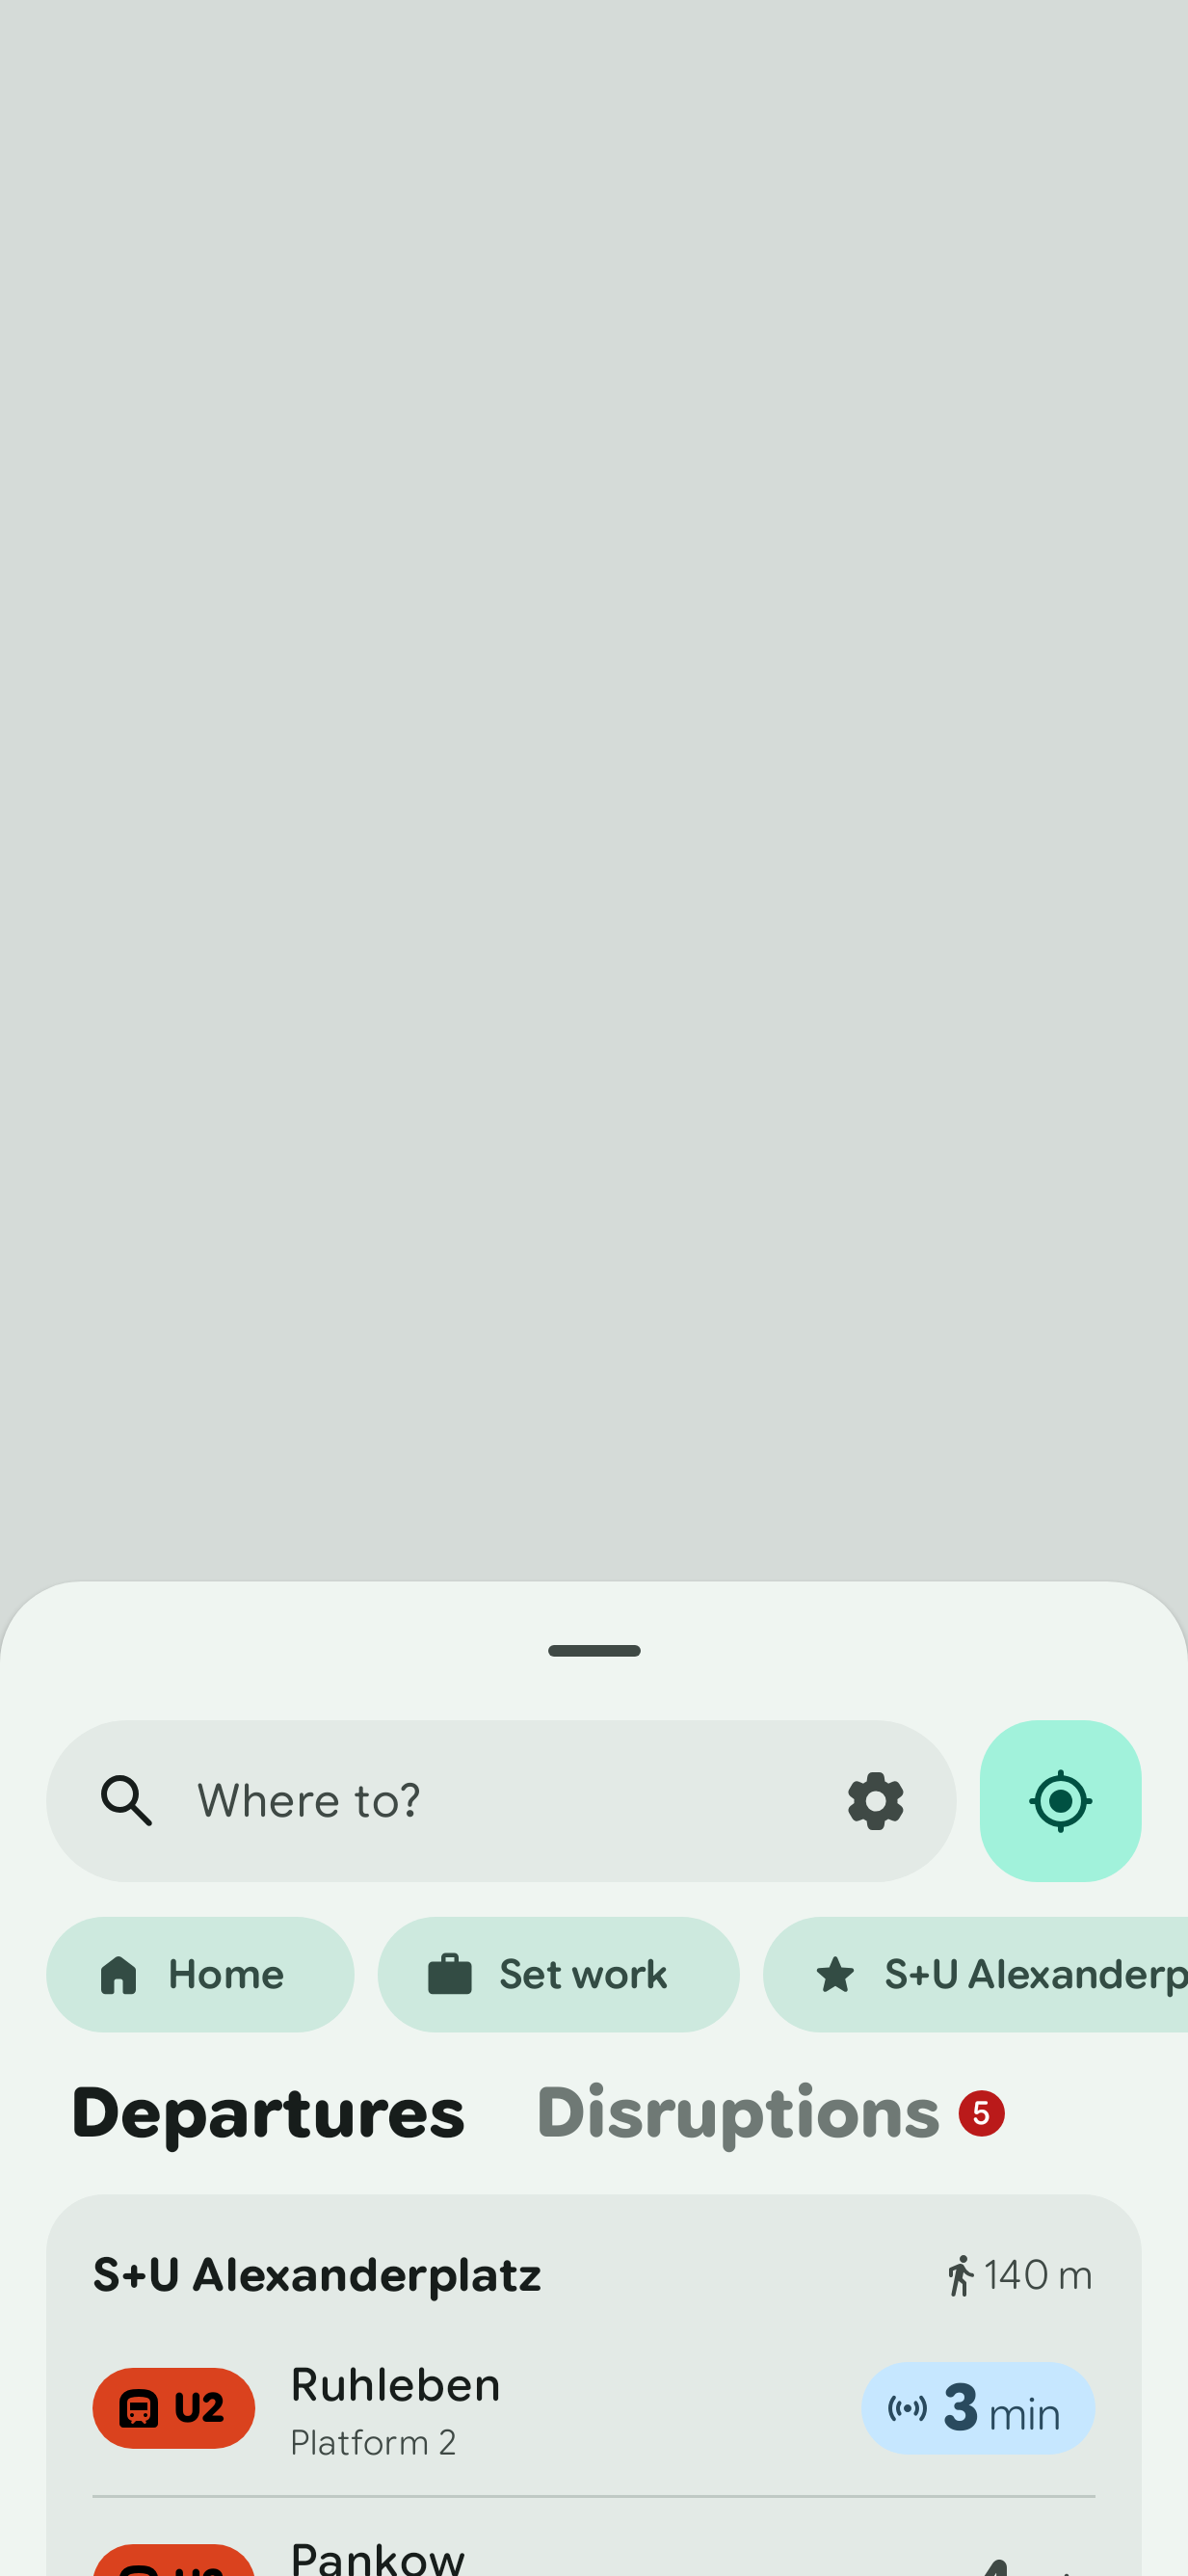 Where to?
Home
Set work
S+U Alexanderp
Departures
Disruptions 5
S+U Alexanderplatz
140 m
U2
Ruhleben
3 min
Platform 2
Pankow